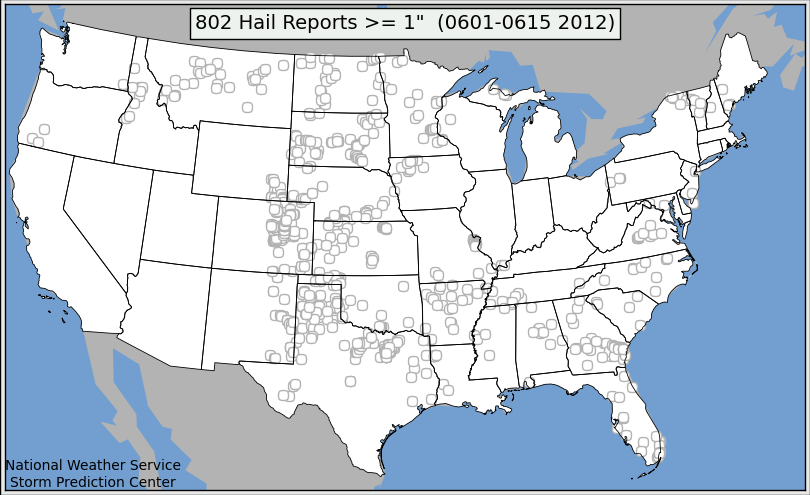 802 Hail Reports >= 1"  (0601-0615 2012)
National Weather Service
Storm Prediction Center